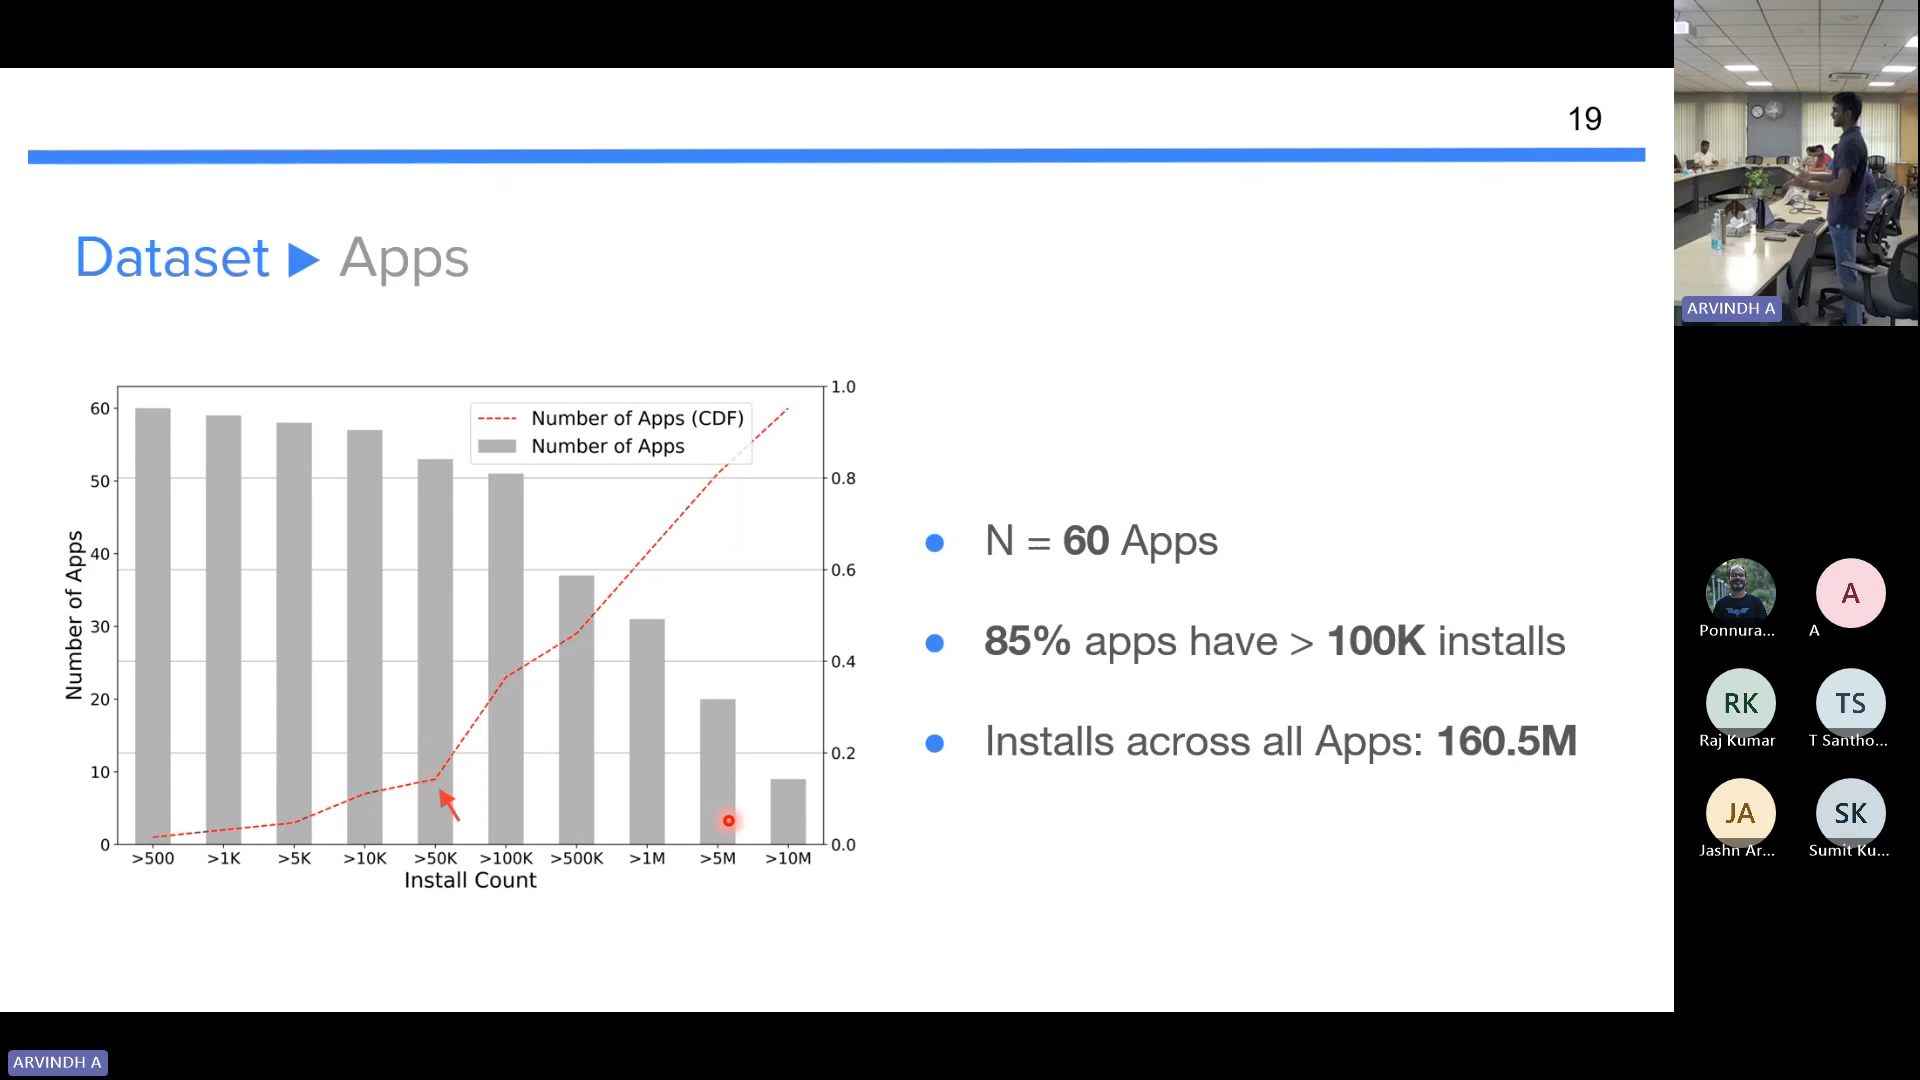 19
Dataset ▶ Apps
Number of Apps (CDF)
Number of Apps
Number of Apps
60
50
40
30
20
10
0
1.0
0.8
0.6
0.4
0.2
0.0
>500 >1K >5K >10K >50K >100K >500K >1M >5M >10M
Install Count
N = 60 Apps
85% apps have > 100K installs
Installs across all Apps: 160.5M
ARVINDH A
Ponnura...
A
A
RK
Raj Kumar
TS
T Santho...
JA
Jashn Ar...
SK
Sumit Ku...
ARVINDH A